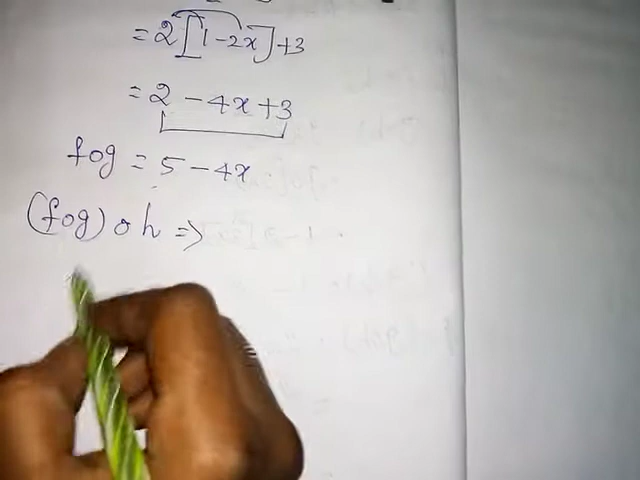 = 2[1-2x]+3
= 2 - 4x + 3
fog = 5 - 4x
(fog) o h =>